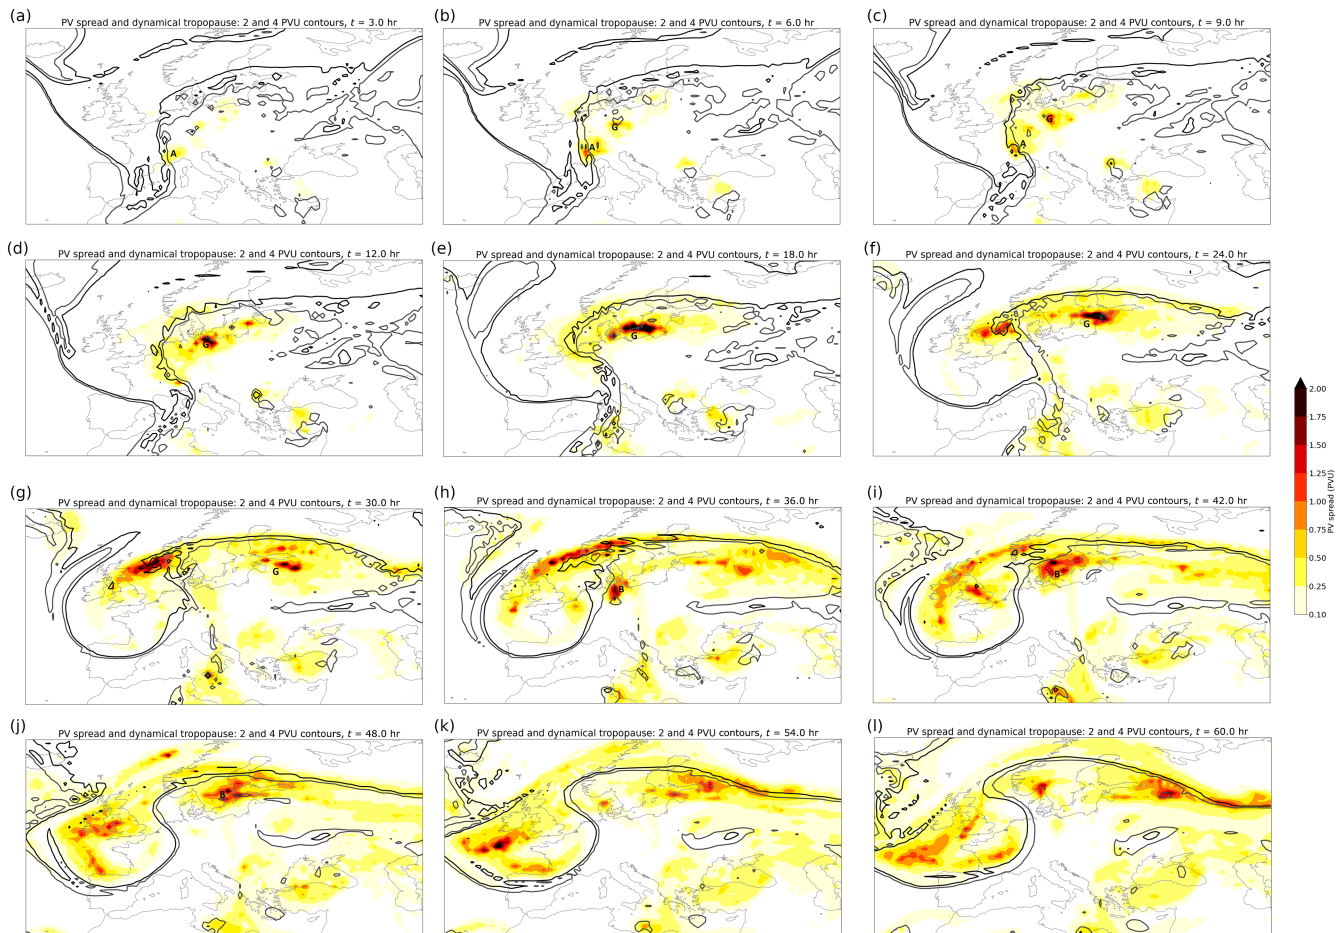 (a)
PV spread and dynamical tropopause: 2 and 4 PVU contours, t = 3.0 hr
A
(b)
PV spread and dynamical tropopause: 2 and 4 PVU contours, t = 6.0 hr
G
A
(c)
PV spread and dynamical tropopause: 2 and 4 PVU contours, t = 9.0 hr
G
A
(d)
PV spread and dynamical tropopause: 2 and 4 PVU contours, t = 12.0 hr
G
(e)
PV spread and dynamical tropopause: 2 and 4 PVU contours, t = 18.0 hr
G
(f)
PV spread and dynamical tropopause: 2 and 4 PVU contours, t = 24.0 hr
G
2.00
1.75
1.50
1.25
1.00
0.75
0.50
0.25
0.10
PV spread (PVU)
(g)
PV spread and dynamical tropopause: 2 and 4 PVU contours, t = 30.0 hr
G
(h)
PV spread and dynamical tropopause: 2 and 4 PVU contours, t = 36.0 hr
B
(i)
PV spread and dynamical tropopause: 2 and 4 PVU contours, t = 42.0 hr
B
(j)
PV spread and dynamical tropopause: 2 and 4 PVU contours, t = 48.0 hr
B
(k)
PV spread and dynamical tropopause: 2 and 4 PVU contours, t = 54.0 hr
(l)
PV spread and dynamical tropopause: 2 and 4 PVU contours, t = 60.0 hr